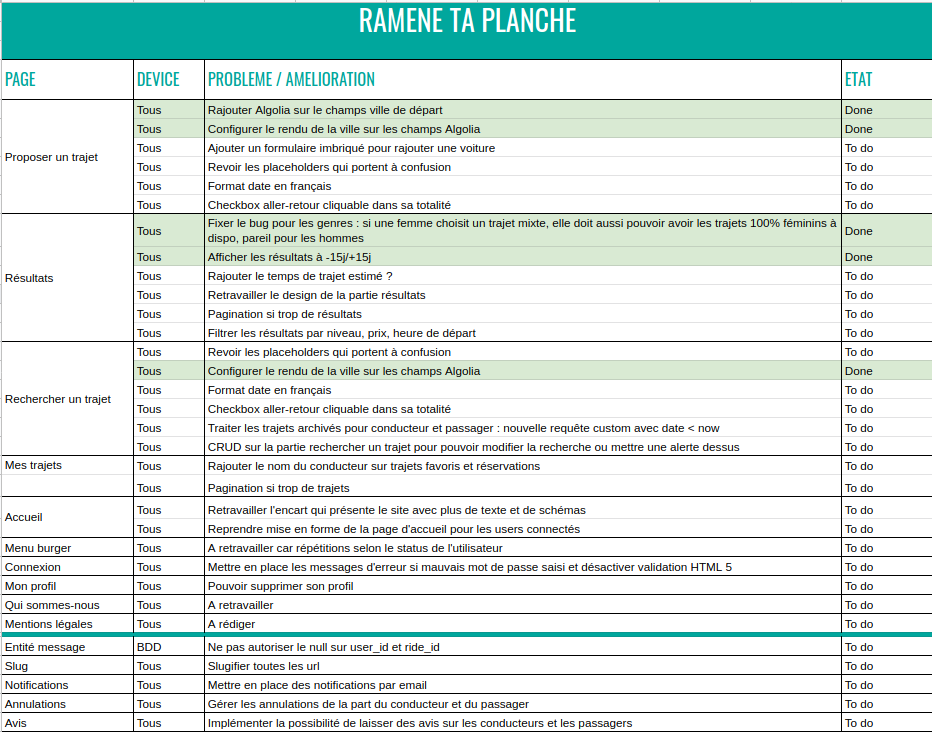 RAMENE TA PLANCHE
PAGE DEVICE PROBLEME / AMELIORATION ETAT
Proposer un trajet
Tous Rajouter Algolia sur le champs ville de départ Done
Tous Configurer le rendu de la ville sur les champs Algolia Done
Tous Ajouter un formulaire imbriqué pour rajouter une voiture To do
Tous Revoir les placeholders qui portent à confusion To do
Tous Format date en français To do
Tous Checkbox aller-retour cliquable dans sa totalité To do
Résultats
Tous Fixer le bug pour les genres : si une femme choisit un trajet mixte, elle doit aussi pouvoir avoir les trajets 100% féminins à
dispo, pareil pour les hommes Done
Tous Afficher les résultats à -15j/+15j Done
Tous Rajouter le temps de trajet estimé ? To do
Tous Retravailler le design de la partie résultats To do
Tous Pagination si trop de résultats To do
Tous Filtrer les résultats par niveau, prix, heure de départ To do
Rechercher un trajet
Tous Revoir les placeholders qui portent à confusion To do
Tous Configurer le rendu de la ville sur les champs Algolia Done
Tous Format date en français To do
Tous Checkbox aller-retour cliquable dans sa totalité To do
Tous Traiter les trajets archivés pour conducteur et passager : nouvelle requête custom avec date < now To do
Tous CRUD sur la partie rechercher un trajet pour pouvoir modifier la recherche ou mettre une alerte dessus To do
Mes trajets Tous Rajouter le nom du conducteur sur trajets favoris et réservations To do
Tous Pagination si trop de trajets To do
Accueil
Tous Retravailler l'encart qui présente le site avec plus de texte et de schémas To do
Tous Reprendre mise en forme de la page d'accueil pour les users connectés To do
Menu burger Tous A retravailler car répétitions selon le status de l'utilisateur To do
Connexion Tous Mettre en place les messages d'erreur si mauvais mot de passe saisi et désactiver validation HTML 5 To do
Mon profil Tous Pouvoir supprimer son profil To do
Qui sommes-nous Tous A retravailler To do
Mentions légales Tous A rédiger To do
Entité message BDD Ne pas autoriser le null sur user_id et ride_id To do
Slug Tous Slugifier toutes les url To do
Notifications Tous Mettre en place des notifications par email To do
Annulations Tous Gérer les annulations de la part du conducteur et du passager To do
Avis Tous Implémenter la possibilité de laisser des avis sur les conducteurs et les passagers To do